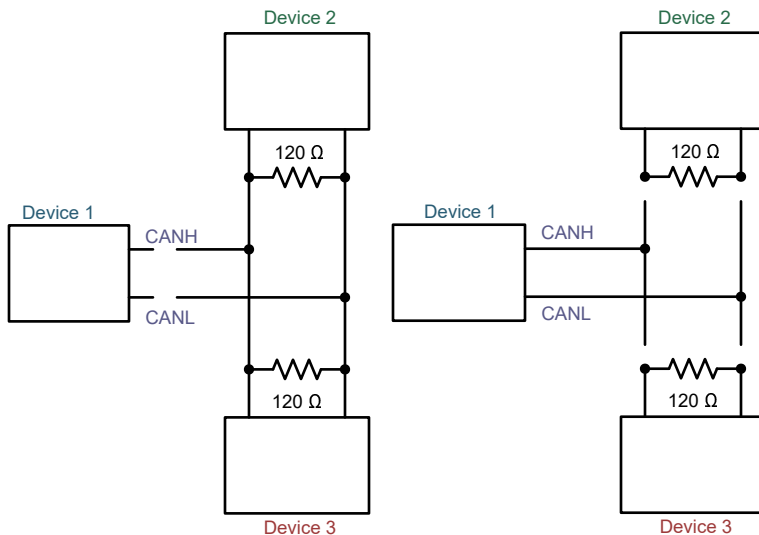 Device 2
120 Ω
Device 1
CANH
CANL
120 Ω
Device 3
Device 2
120 Ω
Device 1
CANH
CANL
120 Ω
Device 3